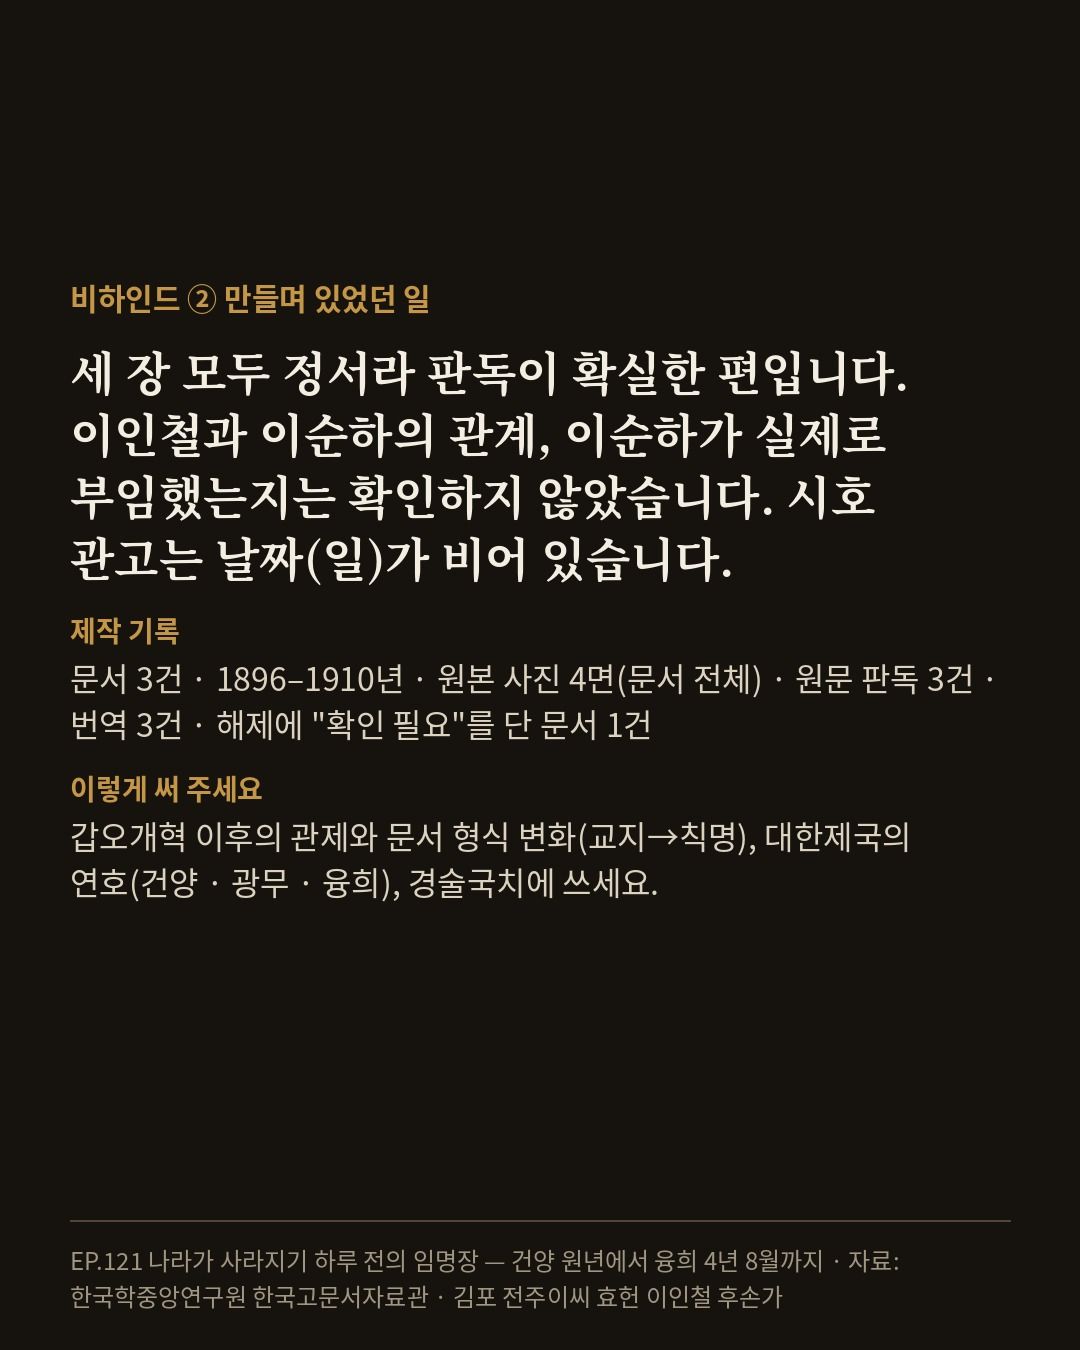 비하인드 ② 만들며 있었던 일
세 장 모두 정서라 판독이 확실한 편입니다.
이인철과 이순하의 관계, 이순하가 실제로
부임했는지는 확인하지 않았습니다. 시호
관고는 날짜(일)가 비어 있습니다.
제작 기록
문서 3건 · 1896–1910년 · 원본 사진 4면(문서 전체) · 원문 판독 3건 ·
번역 3건 · 해제에 "확인 필요"를 단 문서 1건
이렇게 써 주세요
갑오개혁 이후의 관제와 문서 형식 변화(교지→칙명), 대한제국의
연호(건양 · 광무 · 융희), 경술국치에 쓰세요.
EP.121 나라가 사라지기 하루 전의 임명장 — 건양 원년에서 융희 4년 8월까지 · 자료:
한국학중앙연구원 한국고문서자료관 · 김포 전주이씨 효헌 이인철 후손가